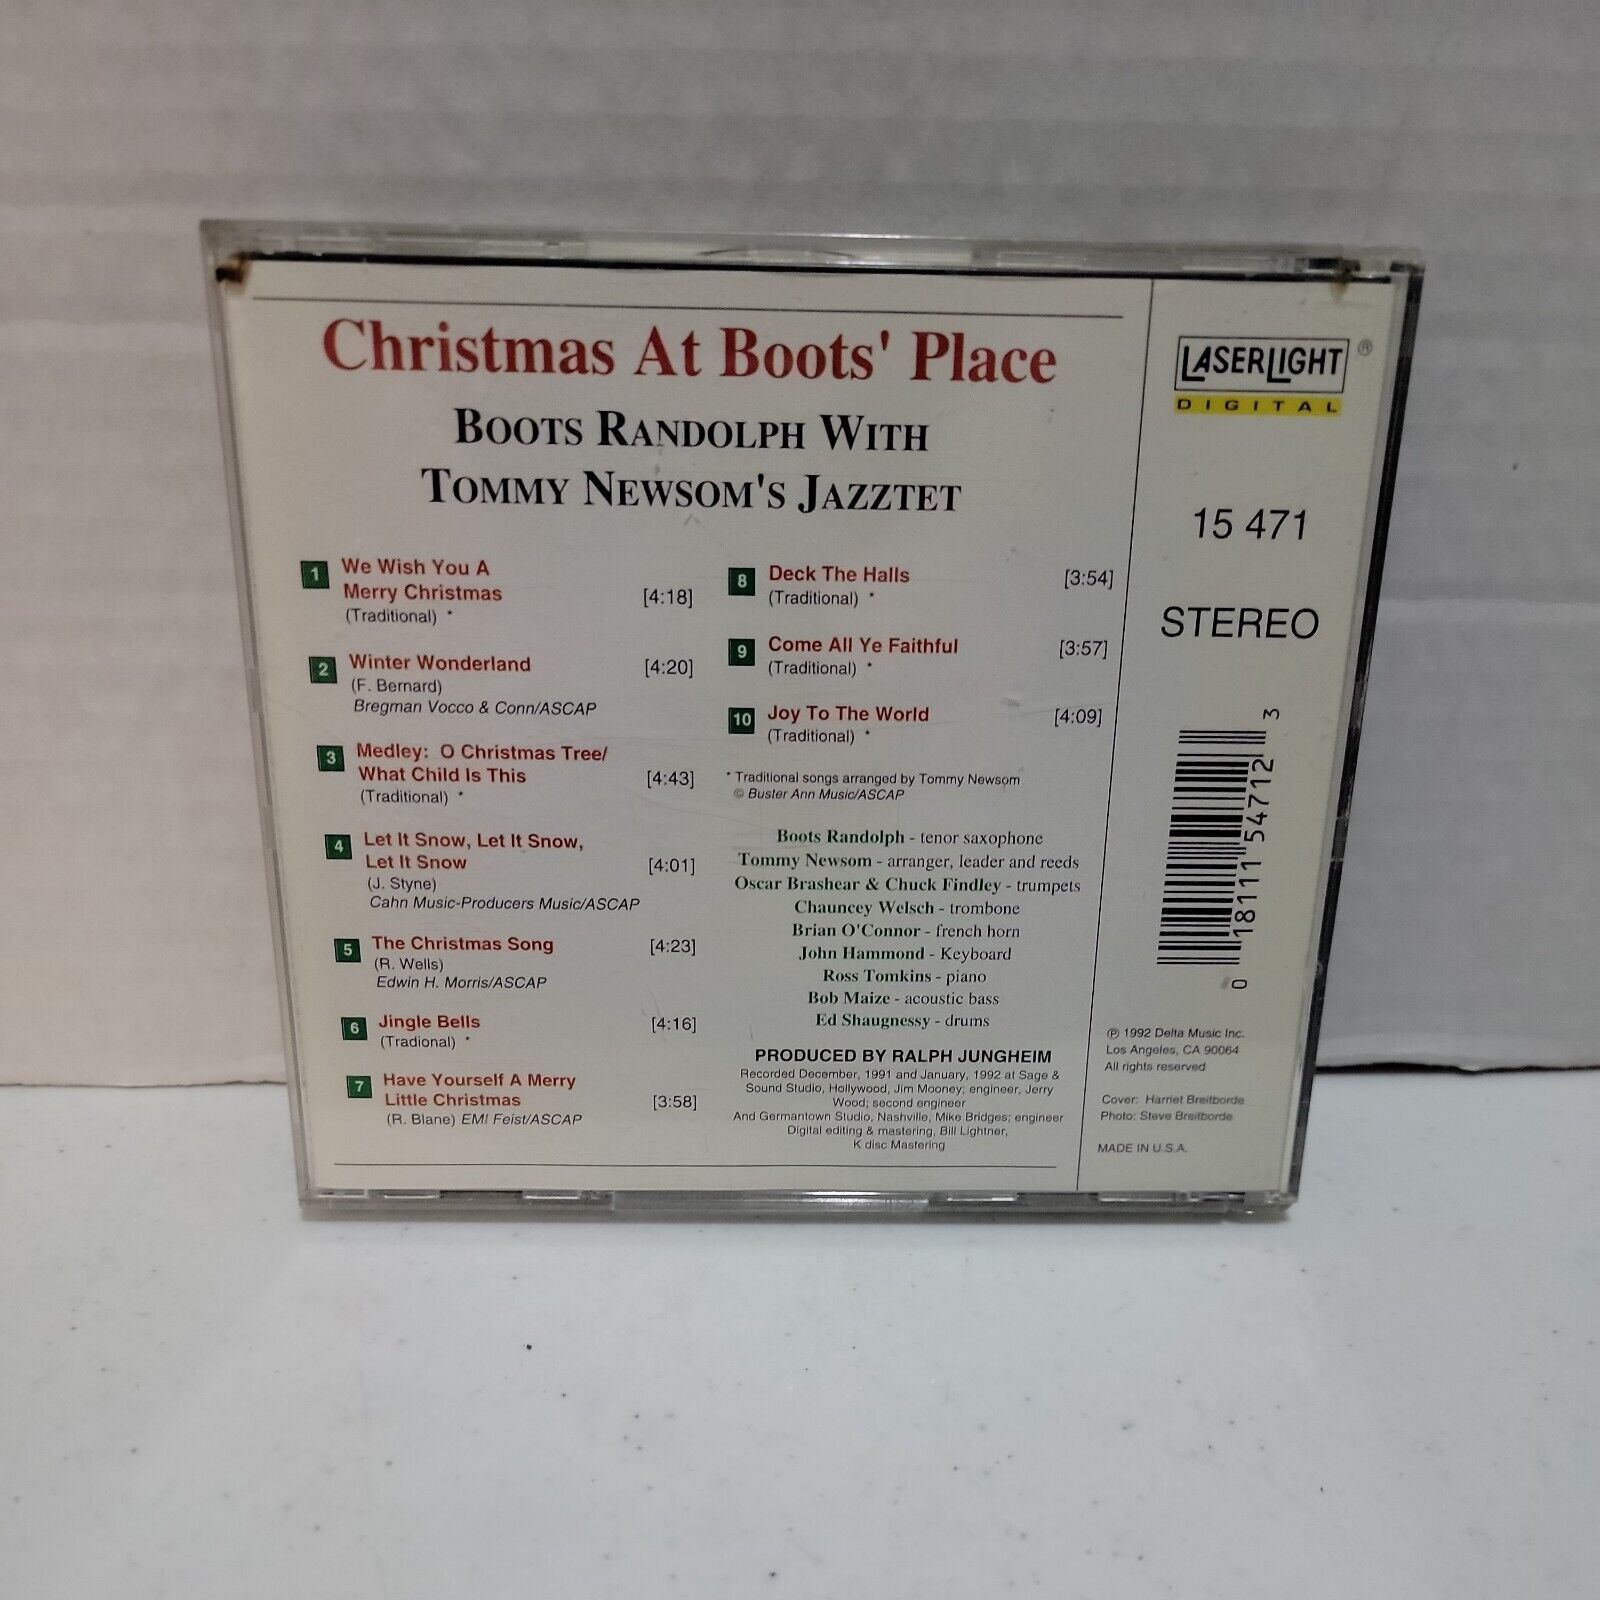 Christmas At Boots' Place
BOOTS RANDOLPH WITH
TOMMY NEWSOM'S JAZZTET
1 We Wish You A
Merry Christmas [4:18]
(Traditional) *
2 Winter Wonderland [4:20]
(F. Bernard)
Bregman Vocco & Conn/ASCAP
3 Medley: O Christmas Tree/
What Child Is This [4:43]
(Traditional) *
4 Let It Snow, Let It Snow,
Let It Snow [4:01]
(J. Styne)
Cahn Music-Producers Music/ASCAP
5 The Christmas Song [4:23]
(R. Wells)
Edwin H. Morris/ASCAP
6 Jingle Bells [4:16]
(Tradional) *
7 Have Yourself A Merry
Little Christmas [3:58]
(R. Blane) EMI Feist/ASCAP
8 Deck The Halls [3:54]
(Traditional) *
9 Come All Ye Faithful [3:57]
(Traditional) *
10 Joy To The World [4:09]
(Traditional) *
* Traditional songs arranged by Tommy Newsom
© Buster Ann Music/ASCAP
Boots Randolph - tenor saxophone
Tommy Newsom - arranger, leader and reeds
Oscar Brashear & Chuck Findley - trumpets
Chauncey Welsch - trombone
Brian O'Connor - french horn
John Hammond - Keyboard
Ross Tomkins - piano
Bob Maize - acoustic bass
Ed Shaugnessy - drums
PRODUCED BY RALPH JUNGHEIM
Recorded December, 1991 and January, 1992 at Sage &
Sound Studio, Hollywood, Jim Mooney; engineer, Jerry
Wood; second engineer
And Germantown Studio, Nashville, Mike Bridges; engineer
Digital editing & mastering, Bill Lightner,
K disc Mastering
LASERLIGHT ®
DIGITAL
15 471
STEREO
0 18111 54712 3
℗ 1992 Delta Music Inc.
Los Angeles, CA 90064
All rights reserved
Cover: Harriet Breitborde
Photo: Steve Breitborde
MADE IN U.S.A.